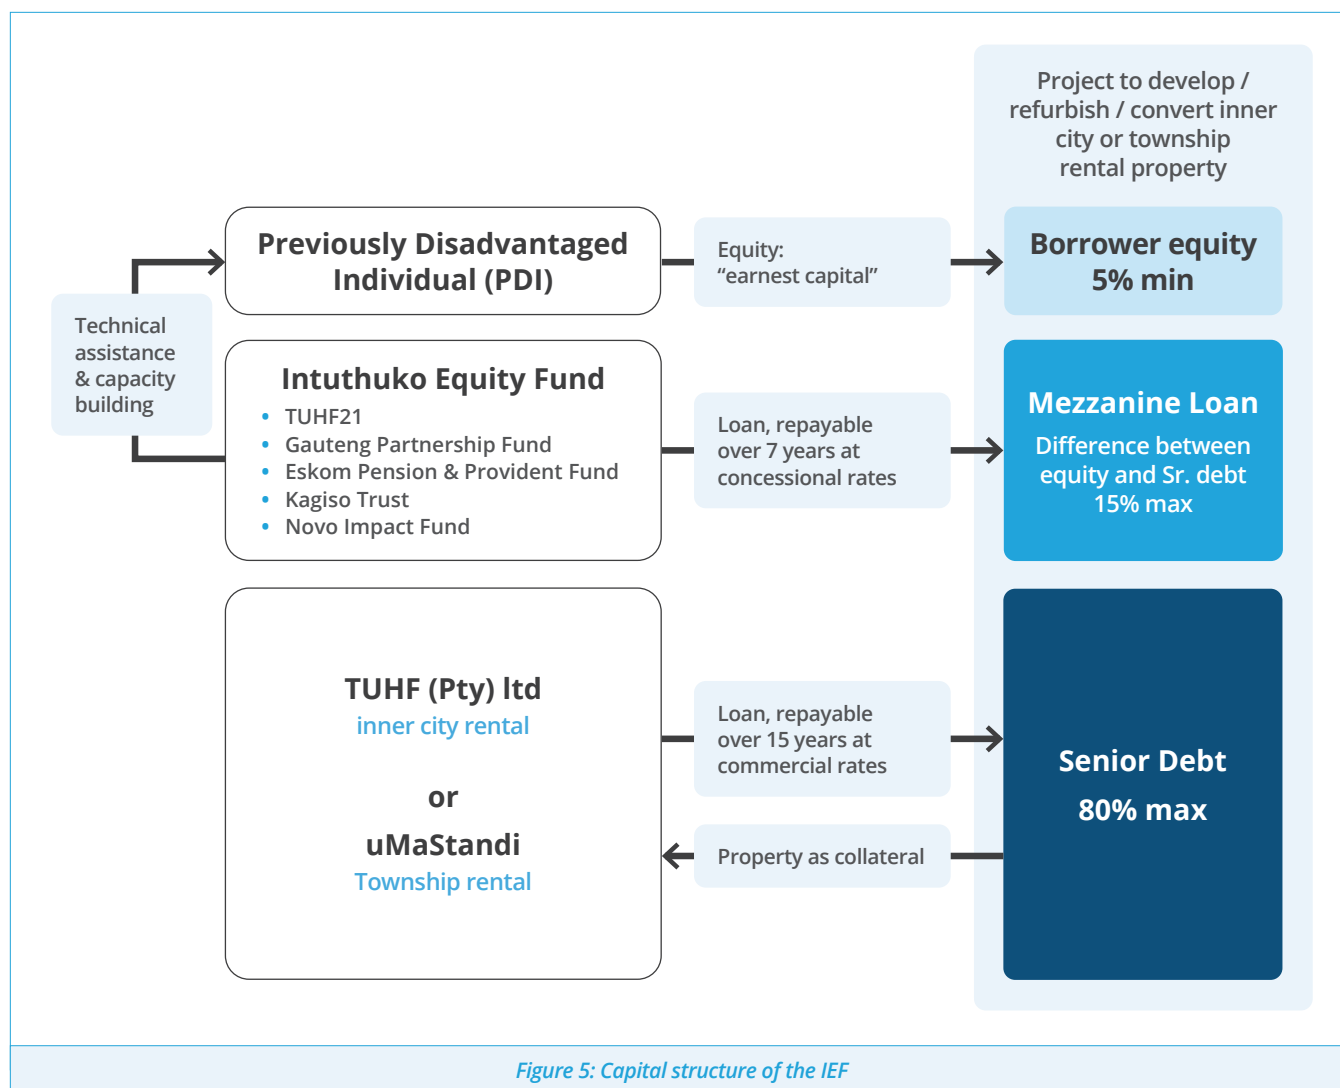 Project to develop /
refurbish / convert inner
city or township
rental property
Previously Disadvantaged
Individual (PDI)
Equity:
“earnest capital”
Borrower equity
5% min
Technical
assistance
& capacity
building
Intuthuko Equity Fund
• TUHF21
• Gauteng Partnership Fund
• Eskom Pension & Provident Fund
• Kagiso Trust
• Novo Impact Fund
Loan, repayable
over 7 years at
concessional rates
Mezzanine Loan
Difference between
equity and Sr. debt
15% max
TUHF (Pty) ltd
inner city rental
or
uMaStandi
Township rental
Loan, repayable
over 15 years at
commercial rates
Property as collateral
Senior Debt
80% max
Figure 5: Capital structure of the IEF